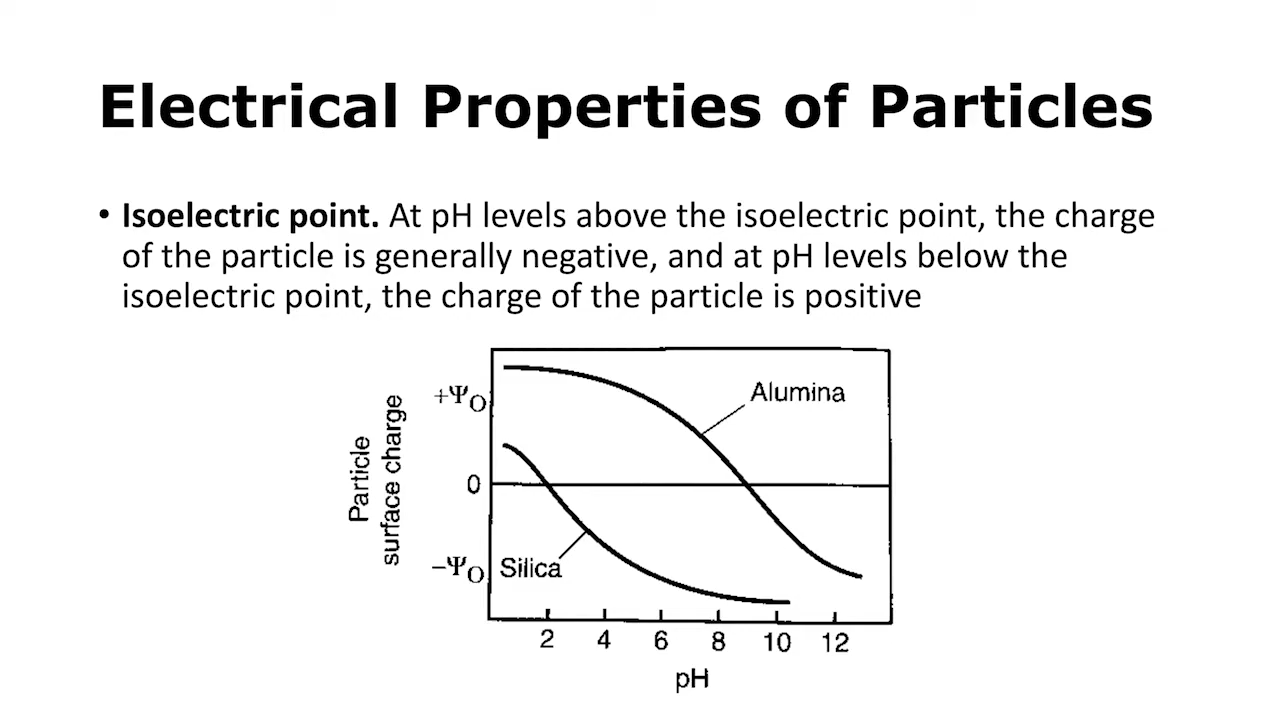 Electrical Properties of Particles
• Isoelectric point. At pH levels above the isoelectric point, the charge
of the particle is generally negative, and at pH levels below the
isoelectric point, the charge of the particle is positive
Particle
surface charge
+ΨO
0
−ΨO
Alumina
Silica
2 4 6 8 10 12
pH